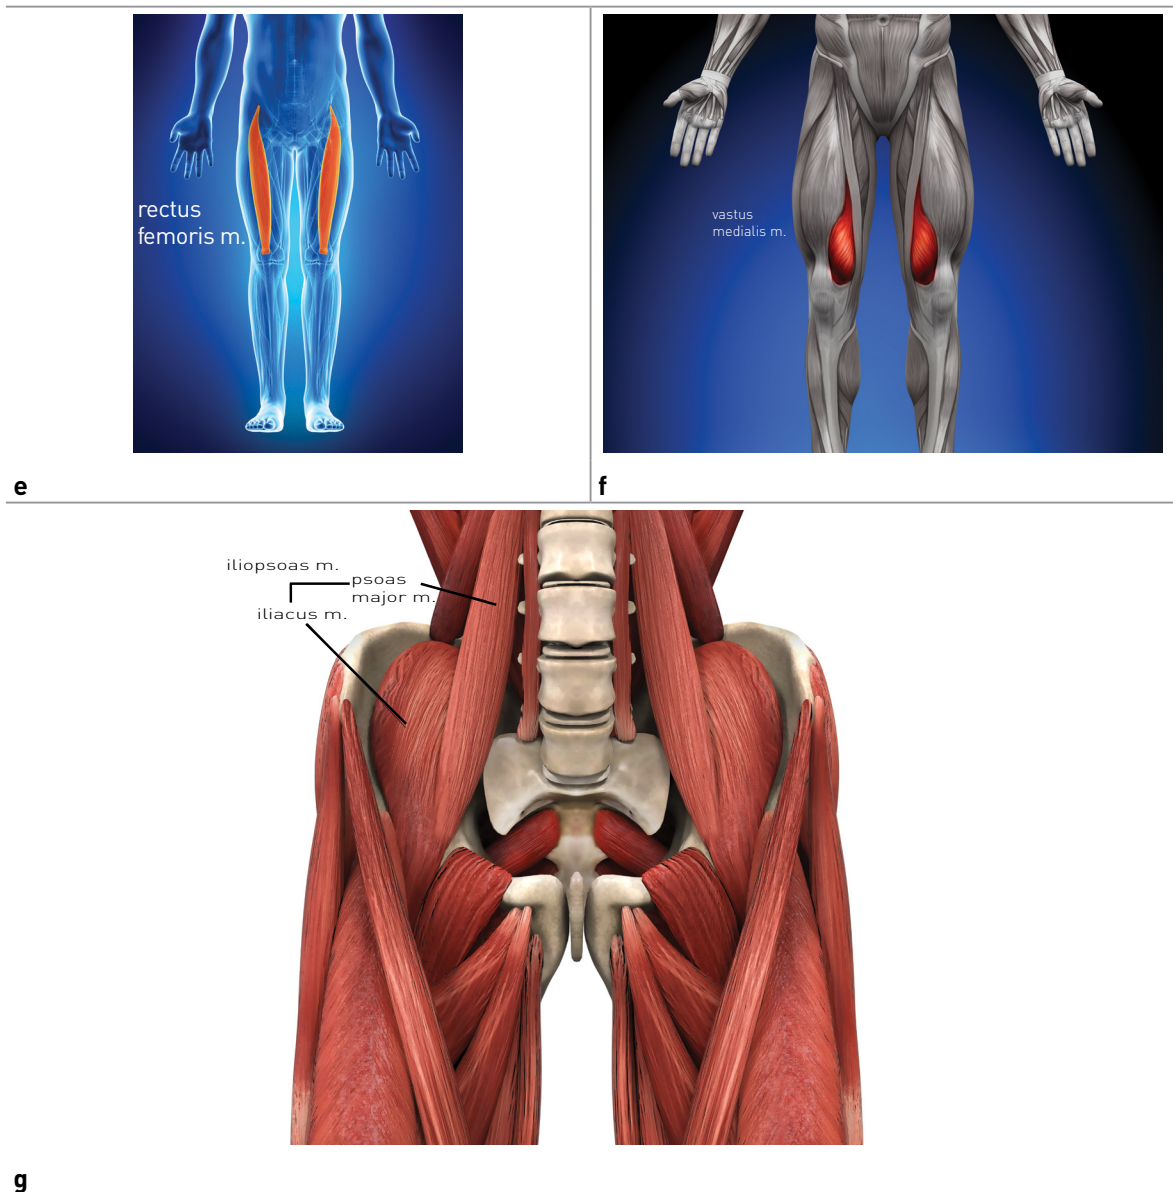 rectus
femoris m.
vastus
medialis m.
e
f
iliopsoas m.
psoas
major m.
iliacus m.
g